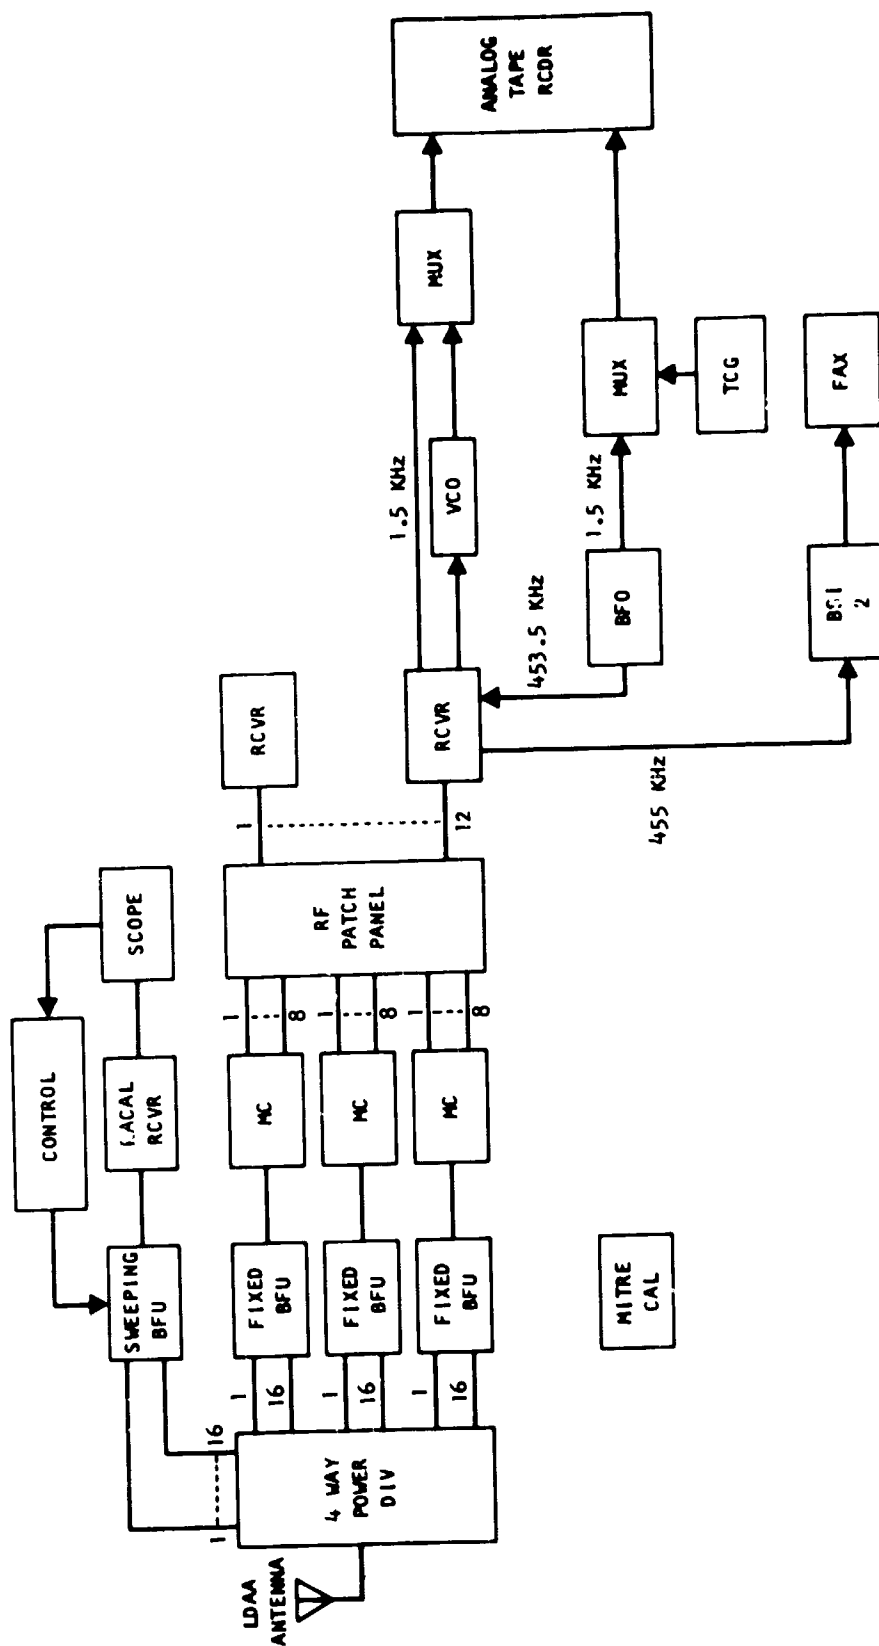 LDAA
ANTENNA
4 WAY
POWER
DIV
1
16
1
16
1
16
1
16
SWEEPING
BFU
FIXED
BFU
FIXED
BFU
FIXED
BFU
CONTROL
RCVR
SCOPE
MC
MC
MC
1
8
1
8
1
8
RF
PATCH
PANEL
1
12
RCVR
RCVR
1.5 KHz
VCO
MUX
453.5 KHz
BFO
1.5 KHz
MUX
TCG
455 KHz
2
FAX
ANALOG
TAPE
RCDR
MITRE
CAL